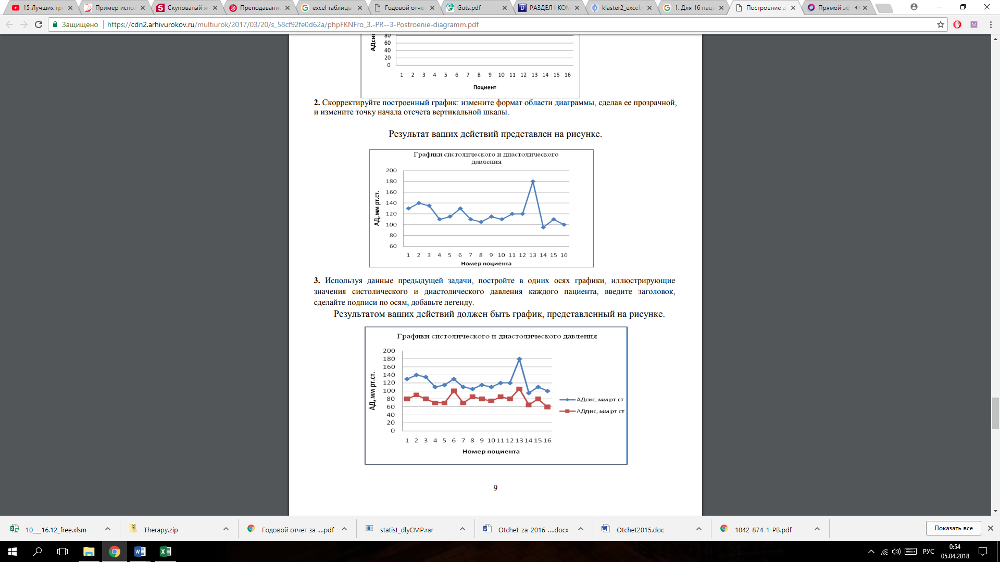 15 Лучших тр
Пример испол
Скуповатый я
Преподавани
excel таблицы
Годовой отчет
Guts.pdf
РАЗДЕЛ I КОМ
klaster2_excel.
1. Для 16 паци
Построение д
Прямой эф
Защищено
https://cdn2.arhivurokov.ru/multiurok/2017/03/20/s_58cf92fe0d62a/phpFKNFro_3.-PR--3-Postroenie-diagramm.pdf
80
60
40
20
0
1 2 3 4 5 6 7 8 9 10 11 12 13 14 15 16
Поциент
2. Скорректируйте построенный график: измените формат области диаграммы, сделав ее прозрачной,
и измените точку начала отсчета вертикальной шкалы.
Результат ваших действий представлен на рисунке.
Графики систолического и диастолического
давления
АД, мм рт.ст.
200
180
160
140
120
100
80
60
1 2 3 4 5 6 7 8 9 10 11 12 13 14 15 16
Номер поциента
3. Используя данные предыдущей задачи, постройте в одних осях графики, иллюстрирующие
значения систолического и диастолического давления каждого пациента, введите заголовок,
сделайте подписи по осям, добавьте легенду.
Результатом ваших действий должен быть график, представленный на рисунке.
Графики систолического и диастолического давления
АД, мм рт.ст.
200
180
160
140
120
100
80
60
40
20
0
1 2 3 4 5 6 7 8 9 10 11 12 13 14 15 16
Номер поциента
АДсис, мм рт ст
АДдис, мм рт ст
9
10___16.12_free.xlsm
Therapy.zip
Годовой отчет за ....pdf
statist_dlyCMP.rar
Otchet-za-2016-....docx
Otchet2015.doc
1042-874-1-PB.pdf
Показать все
РУС
0:54
05.04.2018